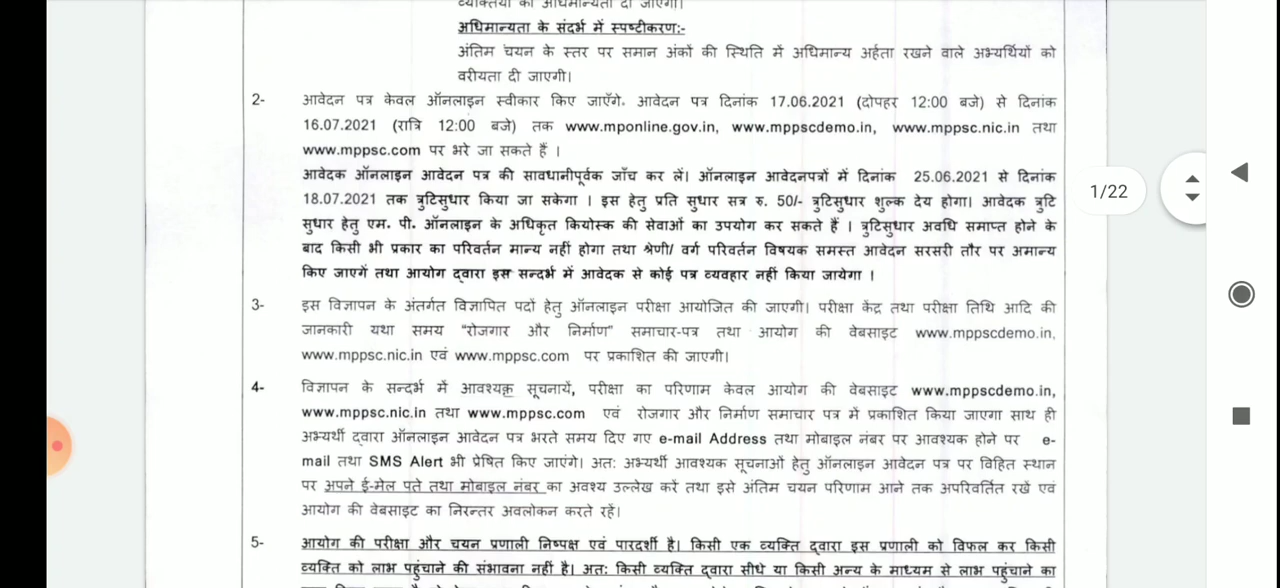 व्यक्तियों को अधिमान्यता दी जाएगी।
अधिमान्यता के संदर्भ में स्पष्टीकरण:-
अंतिम चयन के स्तर पर समान अंकों की स्थिति में अधिमान्य अर्हता रखने वाले अभ्यर्थियों को
वरीयता दी जाएगी।
2- आवेदन पत्र केवल ऑनलाइन स्वीकार किए जाएँगे. आवेदन पत्र दिनांक 17.06.2021 (दोपहर 12:00 बजे) से दिनांक
16.07.2021 (रात्रि 12:00 बजे) तक www.mponline.gov.in, www.mppscdemo.in, www.mppsc.nic.in तथा
www.mppsc.com पर भरे जा सकते हैं ।
आवेदक ऑनलाइन आवेदन पत्र की सावधानीपूर्वक जाँच कर लें। ऑनलाइन आवेदनपत्रों में दिनांक 25.06.2021 से दिनांक
18.07.2021 तक त्रुटिसुधार किया जा सकेगा । इस हेतु प्रति सुधार सत्र रु. 50/- त्रुटिसुधार शुल्क देय होगा। आवेदक त्रुटि
सुधार हेतु एम. पी. ऑनलाइन के अधिकृत कियोस्क की सेवाओं का उपयोग कर सकते हैं । त्रुटिसुधार अवधि समाप्त होने के
बाद किसी भी प्रकार का परिवर्तन मान्य नहीं होगा तथा श्रेणी/ वर्ग परिवर्तन विषयक समस्त आवेदन सरसरी तौर पर अमान्य
किए जाएगें तथा आयोग द्वारा इस सन्दर्भ में आवेदक से कोई पत्र व्यवहार नहीं किया जायेगा ।
1/22
3- इस विज्ञापन के अंतर्गत विज्ञापित पदों हेतु ऑनलाइन परीक्षा आयोजित की जाएगी। परीक्षा केंद्र तथा परीक्षा तिथि आदि की
जानकारी यथा समय "रोजगार और निर्माण" समाचार-पत्र तथा आयोग की वेबसाइट www.mppscdemo.in,
www.mppsc.nic.in एवं www.mppsc.com पर प्रकाशित की जाएगी।
4- विज्ञापन के सन्दर्भ में आवश्यक सूचनायें, परीक्षा का परिणाम केवल आयोग की वेबसाइट www.mppscdemo.in,
www.mppsc.nic.in तथा www.mppsc.com एवं रोजगार और निर्माण समाचार पत्र में प्रकाशित किया जाएगा साथ ही
अभ्यर्थी द्वारा ऑनलाइन आवेदन पत्र भरते समय दिए गए e-mail Address तथा मोबाइल नंबर पर आवश्यक होने पर e-
mail तथा SMS Alert भी प्रेषित किए जाएंगे। अत: अभ्यर्थी आवश्यक सूचनाओं हेतु ऑनलाइन आवेदन पत्र पर विहित स्थान
पर अपने ई-मेल पते तथा मोबाइल नंबर का अवश्य उल्लेख करें तथा इसे अंतिम चयन परिणाम आने तक अपरिवर्तित रखें एवं
आयोग की वेबसाइट का निरन्तर अवलोकन करते रहें।
5- आयोग की परीक्षा और चयन प्रणाली निष्पक्ष एवं पारदर्शी है। किसी एक व्यक्ति द्वारा इस प्रणाली को विफल कर किसी
व्यक्ति को लाभ पहुंचाने की संभावना नहीं है। अत: किसी व्यक्ति द्वारा सीधे या किसी अन्य के माध्यम से लाभ पहुंचाने का